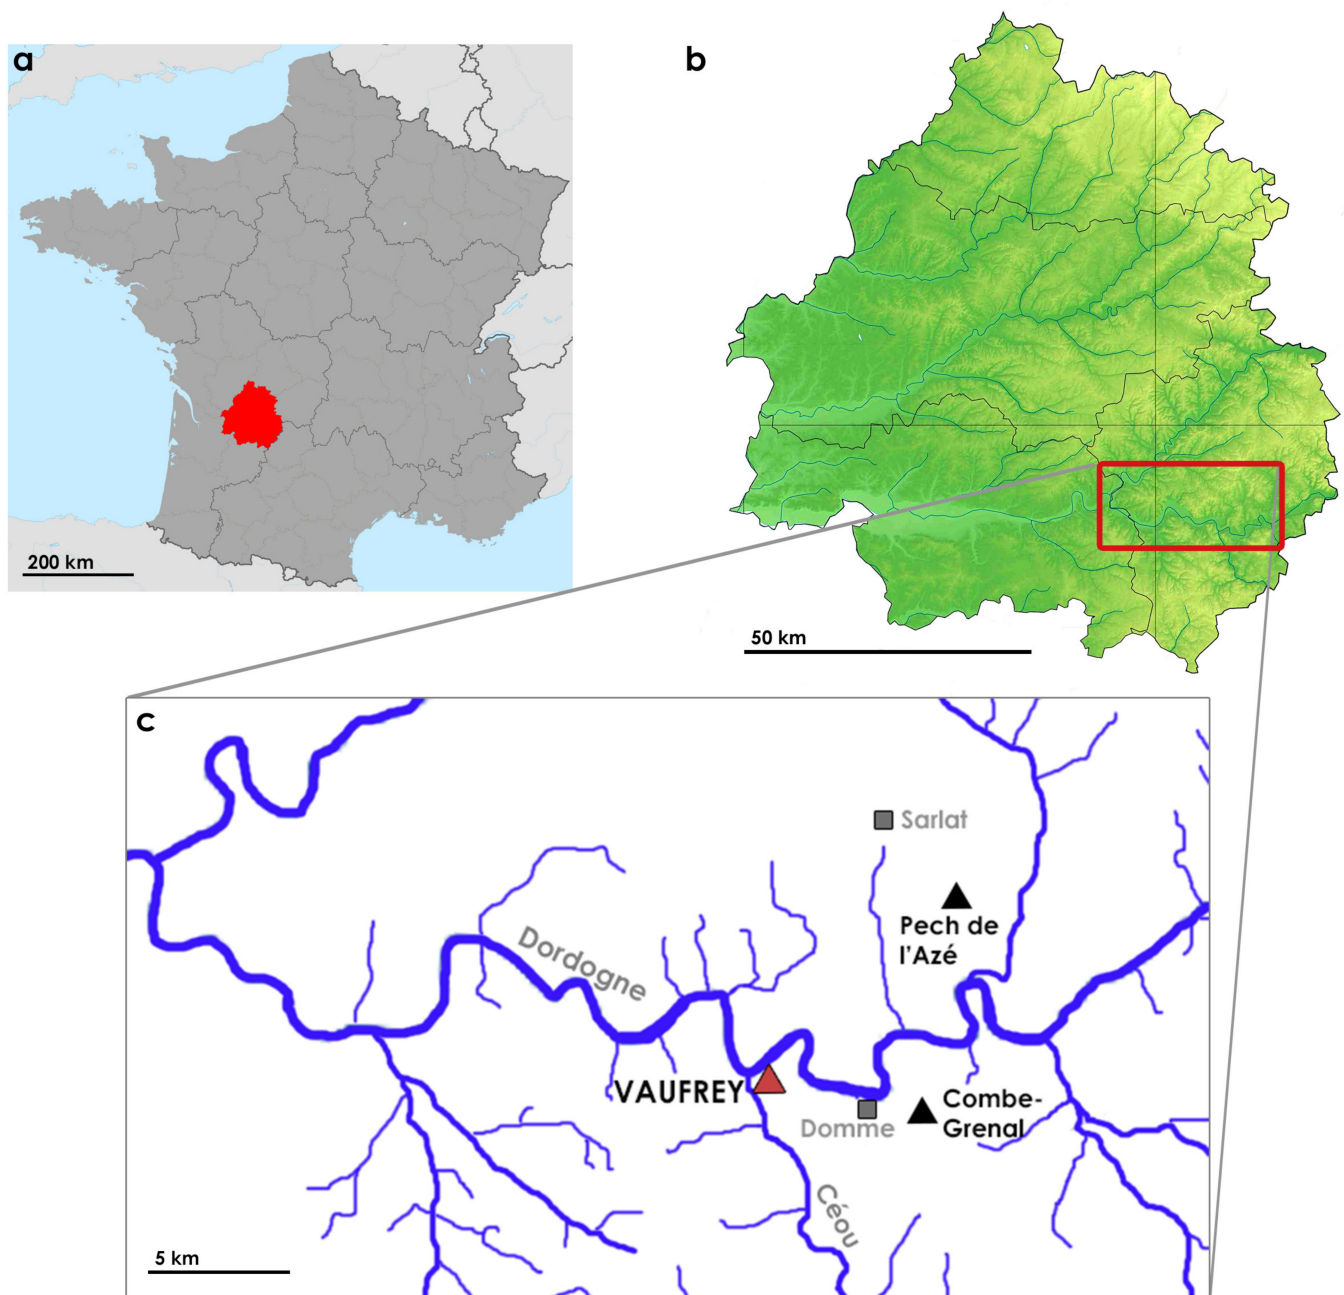 a
200 km
b
50 km
c
Sarlat
Pech de
l'Azé
Dordogne
VAUFREY
Domme
Combe-
Grenal
Céou
5 km